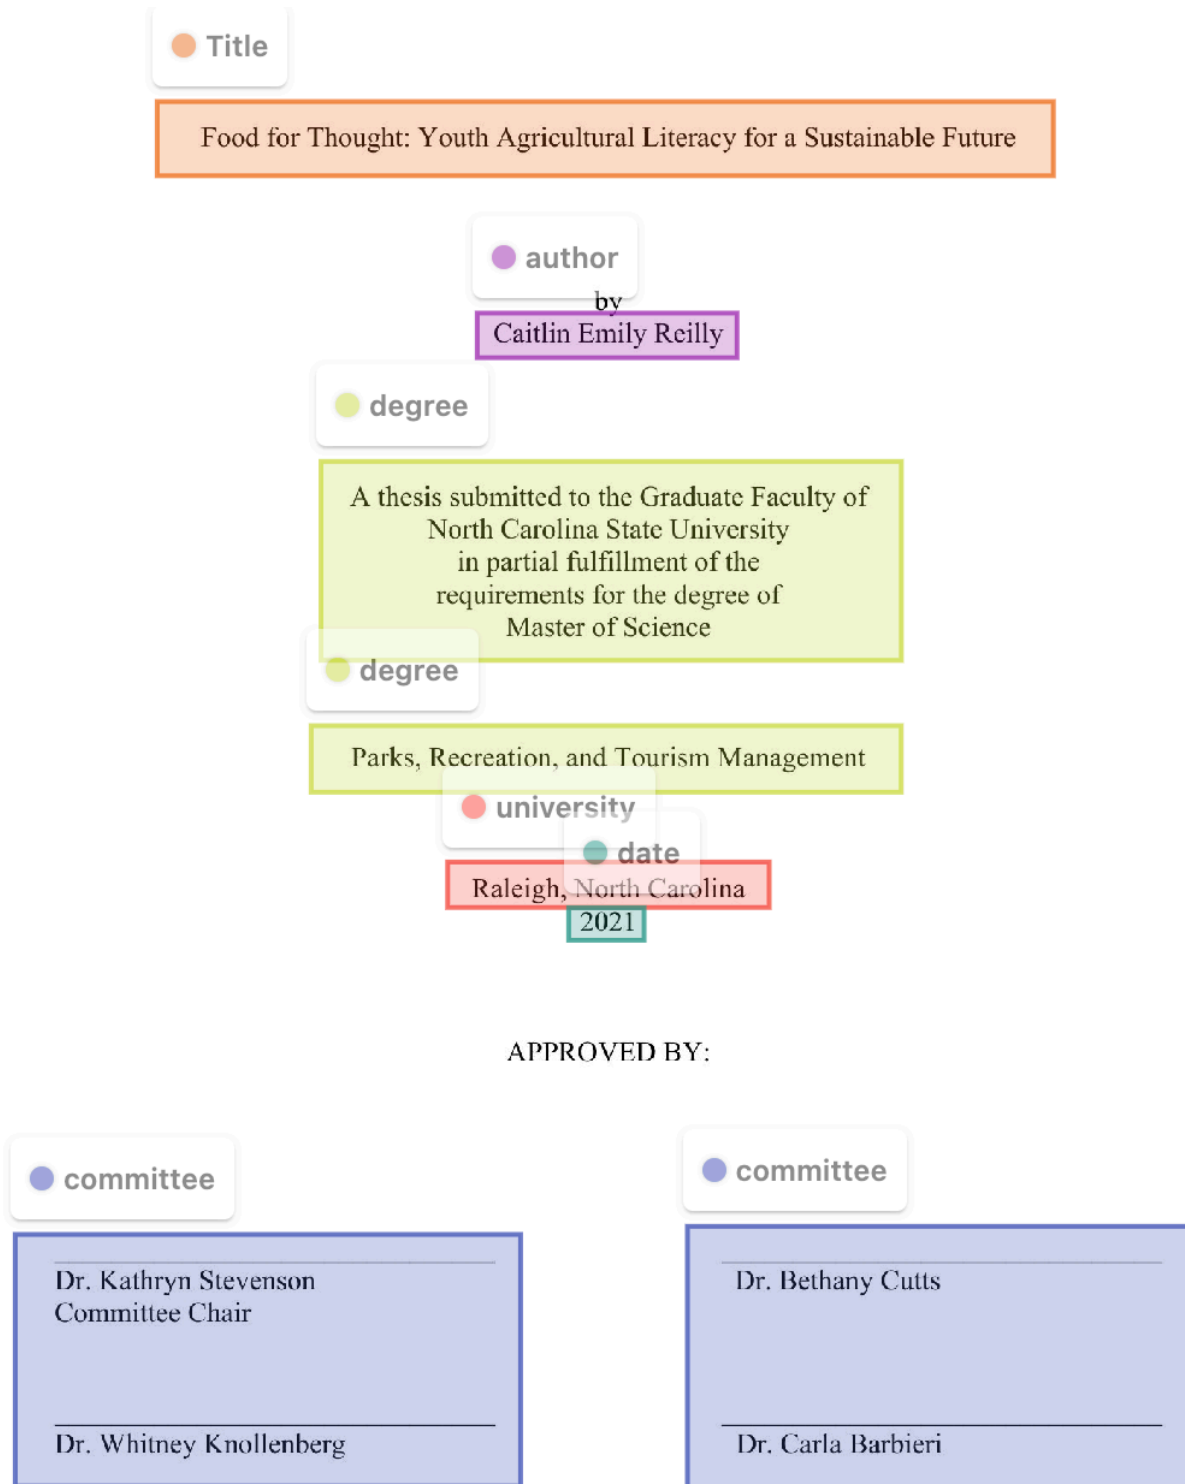 Title
Food for Thought: Youth Agricultural Literacy for a Sustainable Future
author
by
Caitlin Emily Reilly
degree
A thesis submitted to the Graduate Faculty of
North Carolina State University
in partial fulfillment of the
requirements for the degree of
Master of Science
degree
Parks, Recreation, and Tourism Management
university
date
Raleigh, North Carolina
2021
APPROVED BY:
committee
Dr. Kathryn Stevenson
Committee Chair
Dr. Whitney Knollenberg
committee
Dr. Bethany Cutts
Dr. Carla Barbieri